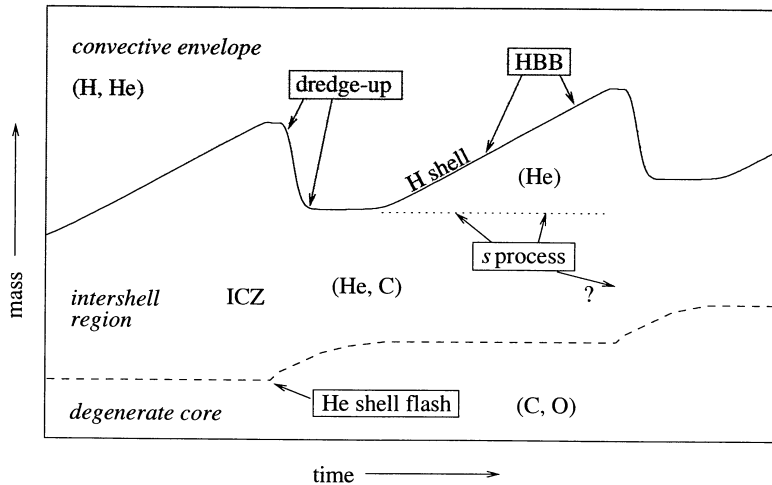 convective envelope
(H, He)
dredge-up
HBB
H shell
(He)
s process
?
(He, C)
ICZ
intershell
region
He shell flash
(C, O)
degenerate core
mass
time